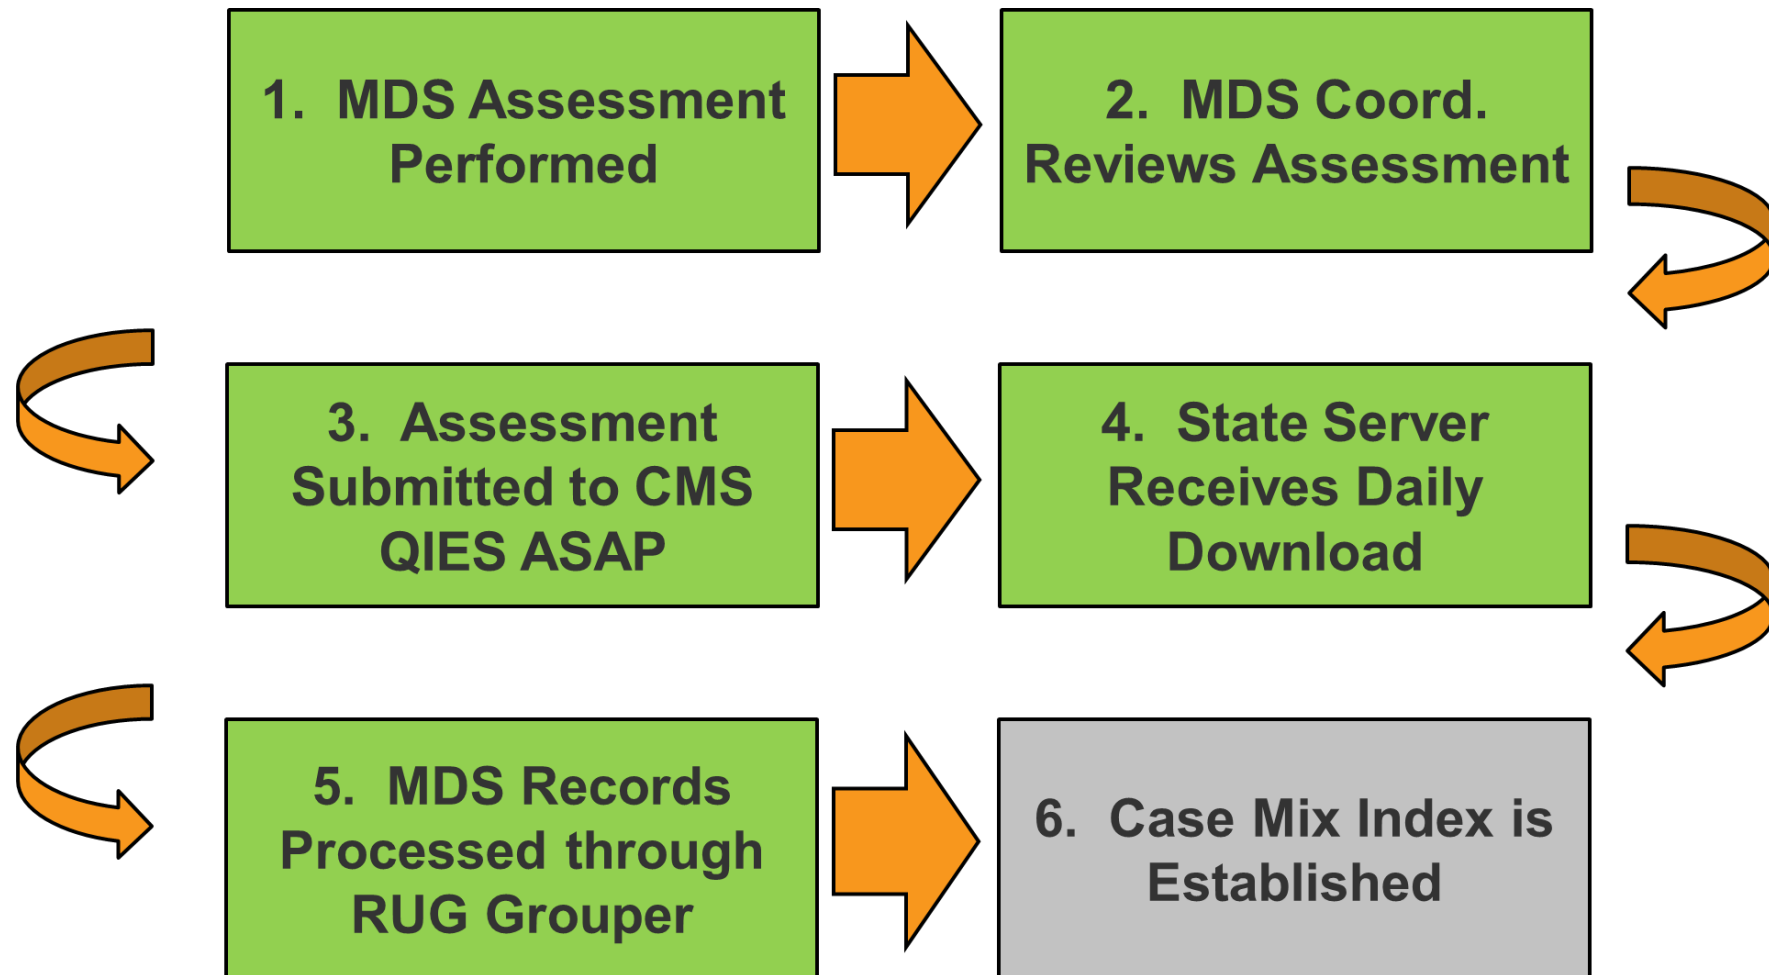 1. MDS Assessment
Performed
2. MDS Coord.
Reviews Assessment
3. Assessment
Submitted to CMS
QIES ASAP
4. State Server
Receives Daily
Download
5. MDS Records
Processed through
RUG Grouper
6. Case Mix Index is
Established